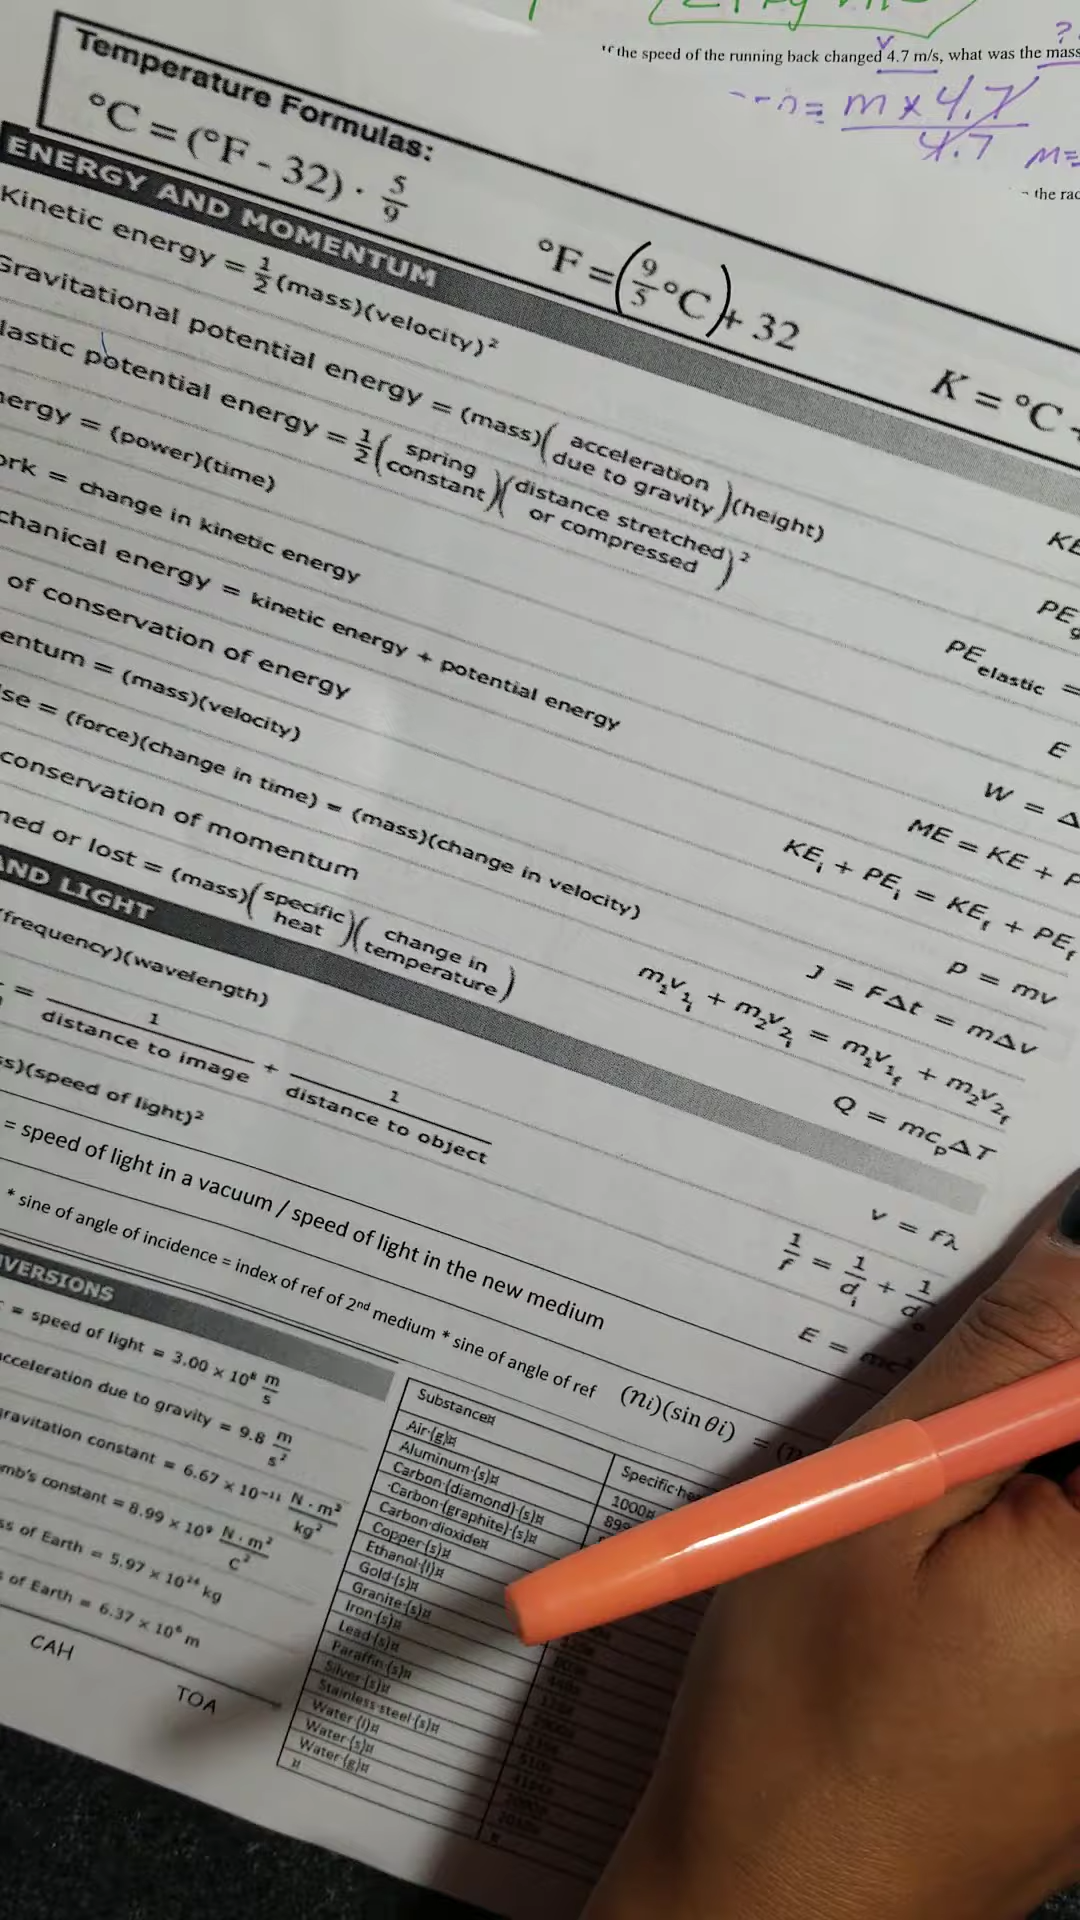 "f the speed of the running back changed 4.7 m/s, what was the mass
?
v
m x 4.7
4.7
m=
the rac
Temperature Formulas:
°C = (°F - 32) · 5/9
°F = (9/5 °C) + 32
K = °C +
ENERGY AND MOMENTUM
Kinetic energy = 1/2 (mass)(velocity)²
KE
Gravitational potential energy = (mass)(acceleration due to gravity)(height)
PE g
lastic potential energy = 1/2 (spring constant)(distance stretched or compressed)²
PE elastic =
nergy = (power)(time)
E
ork = change in kinetic energy
W = Δ
chanical energy = kinetic energy + potential energy
ME = KE + P
of conservation of energy
KEi + PEi = KEf + PEf
entum = (mass)(velocity)
p = mv
se = (force)(change in time) = (mass)(change in velocity)
J = FΔt = mΔv
conservation of momentum
m₁v₁i + m₂v₂i = m₁v₁f + m₂v₂f
ned or lost = (mass)(specific heat)(change in temperature)
Q = mcpΔT
AND LIGHT
(frequency)(wavelength)
v = fλ
= 1/distance to image + 1/distance to object
1/f = 1/di + 1/do
ss)(speed of light)²
E = mc²
= speed of light in a vacuum / speed of light in the new medium
* sine of angle of incidence = index of ref of 2nd medium * sine of angle of ref
(ni)(sin θi) =
VERSIONS
= speed of light = 3.00 × 10⁸ m/s
cceleration due to gravity = 9.8 m/s²
gravitation constant = 6.67 × 10⁻¹¹ N · m²/kg²
mb's constant = 8.99 × 10⁹ N · m²/C²
ss of Earth = 5.97 × 10²⁴ kg
s of Earth = 6.37 × 10⁶ m
CAH
TOA
Substance¤
Specific·he
Air·(g)¤
1000¤
Aluminum·(s)¤
899
Carbon·(diamond)·(s)¤
·Carbon·(graphite)·(s)¤
Carbon·dioxide¤
Copper·(s)¤
Ethanol·(l)¤
Gold·(s)¤
Granite·(s)¤
Iron·(s)¤
Lead·(s)¤
Paraffin·(s)¤
Silver·(s)¤
Stainless·steel·(s)¤
Water·(l)¤
Water·(s)¤
Water·(g)¤
¤